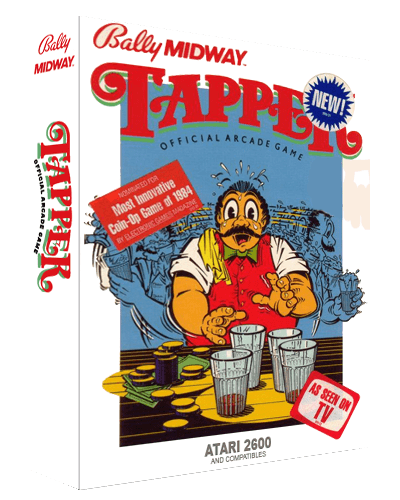 Bally
MIDWAY
TAPPER
OFFICIAL ARCADE GAME
Bally MIDWAY
TAPPER
OFFICIAL ARCADE GAME
NEW!
NOMINATED FOR
Most Innovative
Coin-Op Game of 1984
BY ELECTRONIC GAMES MAGAZINE
AS SEEN ON
TV
ATARI 2600
AND COMPATIBLES